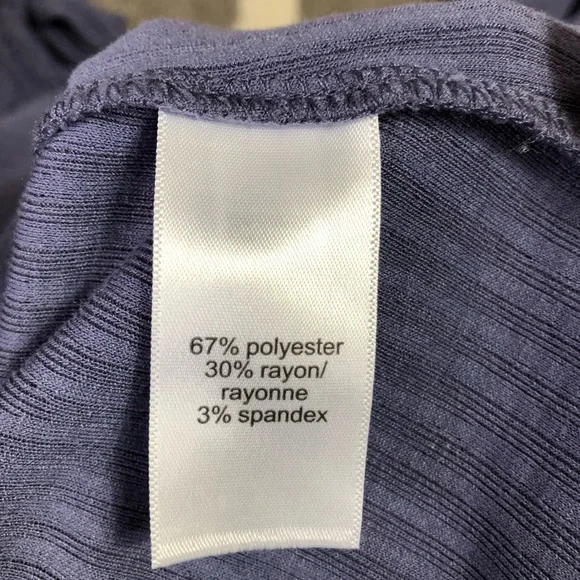 67% polyester
30% rayon/
rayonne
3% spandex